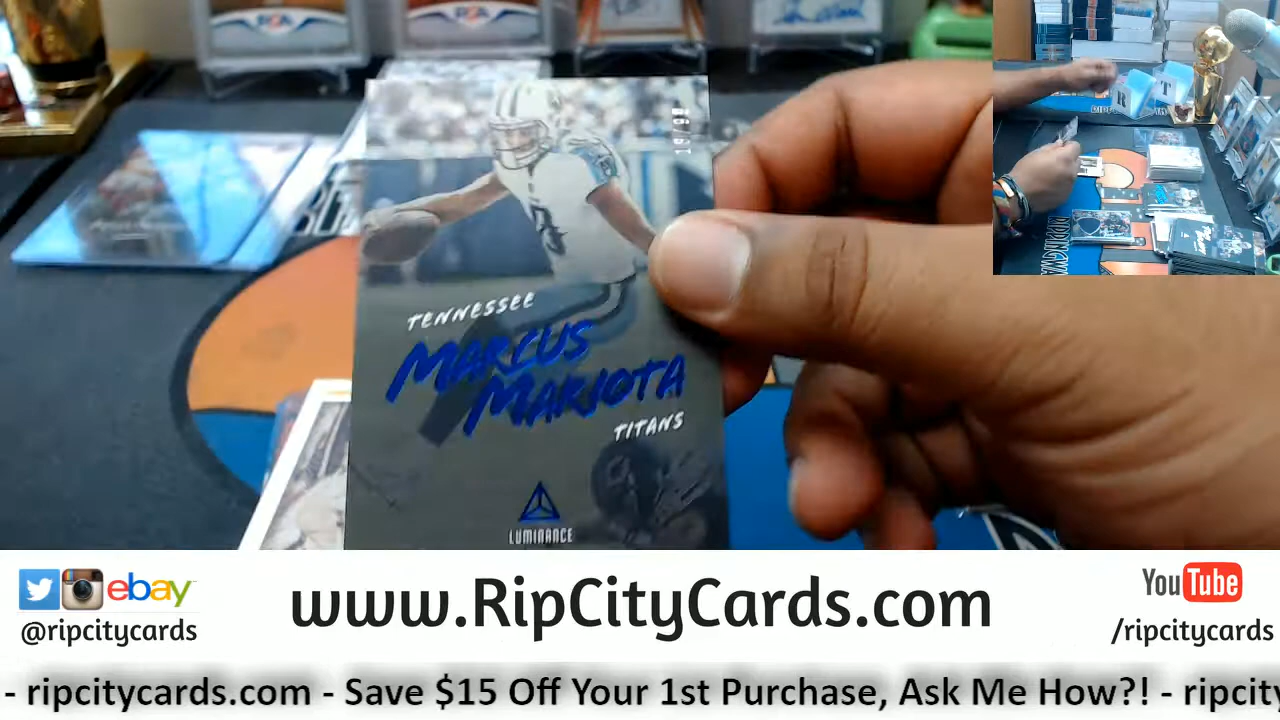 TENNESSEE
MARCUS
MARIOTA
TITANS
LUMINANCE
R T
ebay
@ripcitycards
www.RipCityCards.com
YouTube
/ripcitycards
- ripcitycards.com - Save $15 Off Your 1st Purchase, Ask Me How?! - ripcity